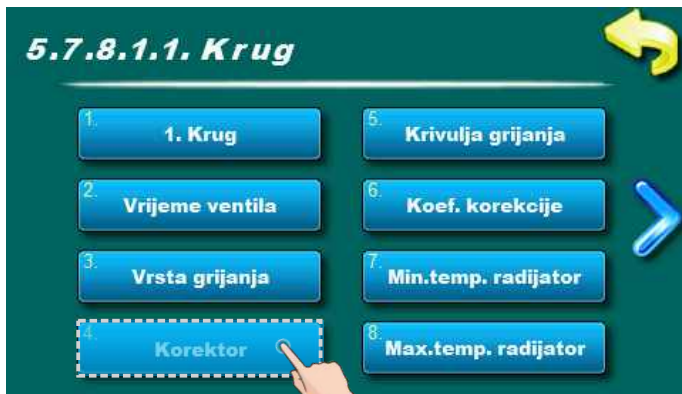 5.7.8.1.1. Krug
1.
1. Krug
2.
Vrijeme ventila
3.
Vrsta grijanja
4.
Korektor
5.
Krivulja grijanja
6.
Koef. korekcije
7.
Min.temp. radijator
8.
Max.temp. radijator